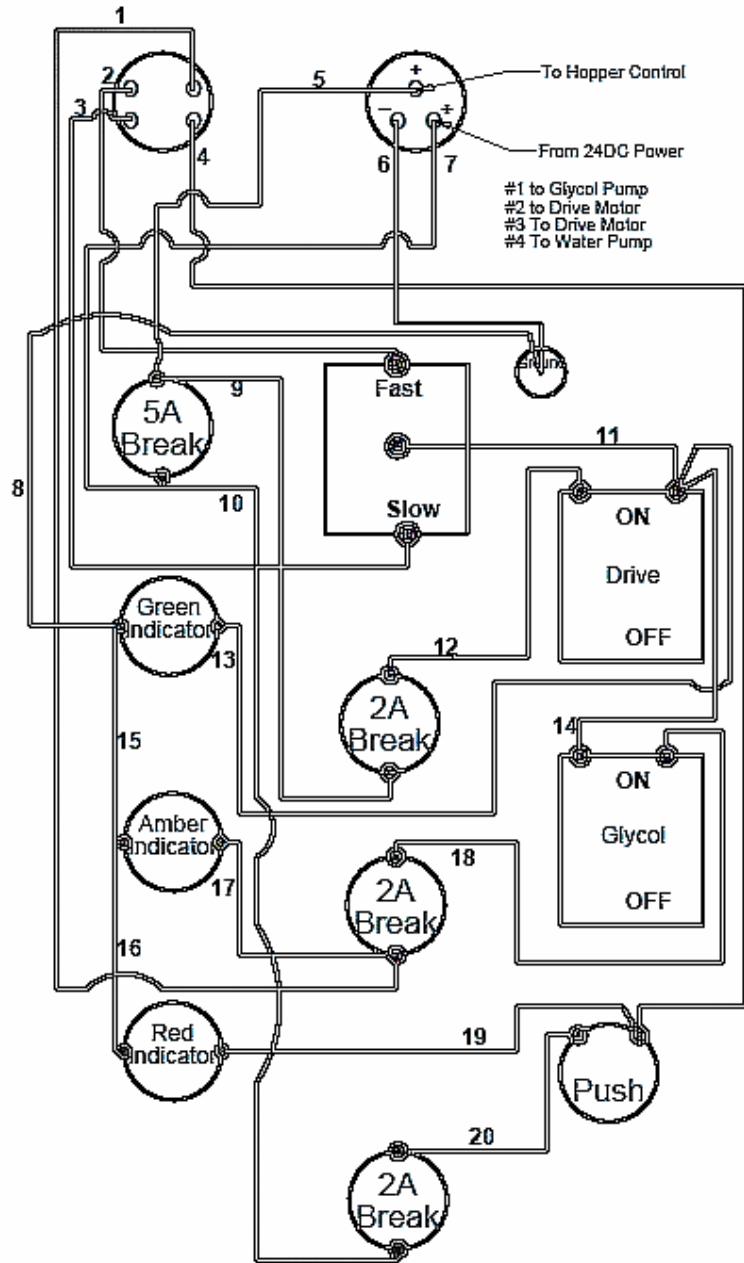 1
2
3
4
5
6
7
+
−
+
To Hopper Control
From 24DC Power
#1 to Glycol Pump
#2 to Drive Motor
#3 To Drive Motor
#4 To Water Pump
Ground
5A
Break
9
Fast
Slow
8
10
11
ON
Drive
OFF
Green
Indicator
13
12
2A
Break
14
ON
Glycol
OFF
15
Amber
Indicator
17
18
2A
Break
16
Red
Indicator
19
Push
20
2A
Break